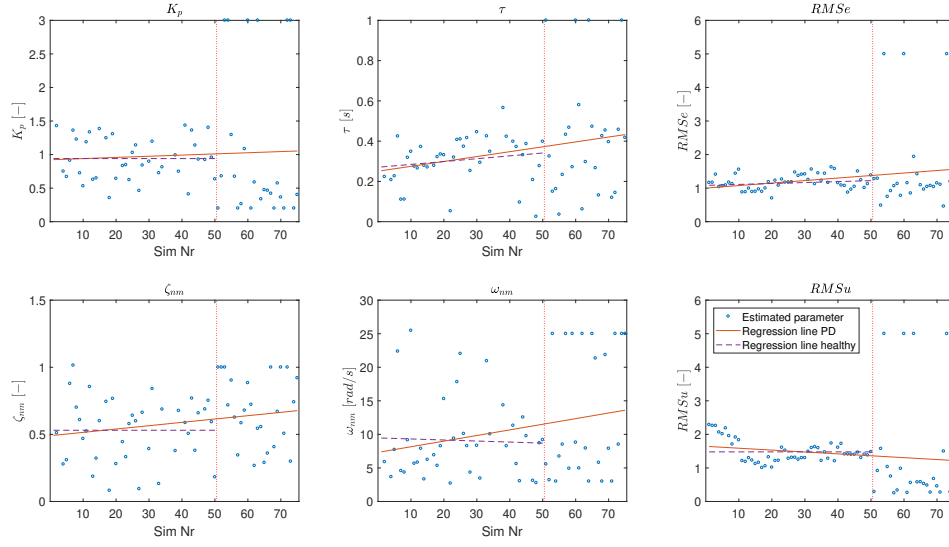 K_p
τ
RMSe
3
2.5
2
1.5
1
0.5
0
K_p [−]
10 20 30 40 50 60 70
Sim Nr
1
0.8
0.6
0.4
0.2
0
τ [s]
10 20 30 40 50 60 70
Sim Nr
6
5
4
3
2
1
0
RMSe [−]
10 20 30 40 50 60 70
Sim Nr
ζ_nm
ω_nm
RMSu
1.5
1
0.5
0
ζ_nm [−]
10 20 30 40 50 60 70
Sim Nr
30
25
20
15
10
5
0
ω_nm [rad/s]
10 20 30 40 50 60 70
Sim Nr
6
5
4
3
2
1
0
RMSu [−]
Estimated parameter
Regression line PD
Regression line healthy
10 20 30 40 50 60 70
Sim Nr